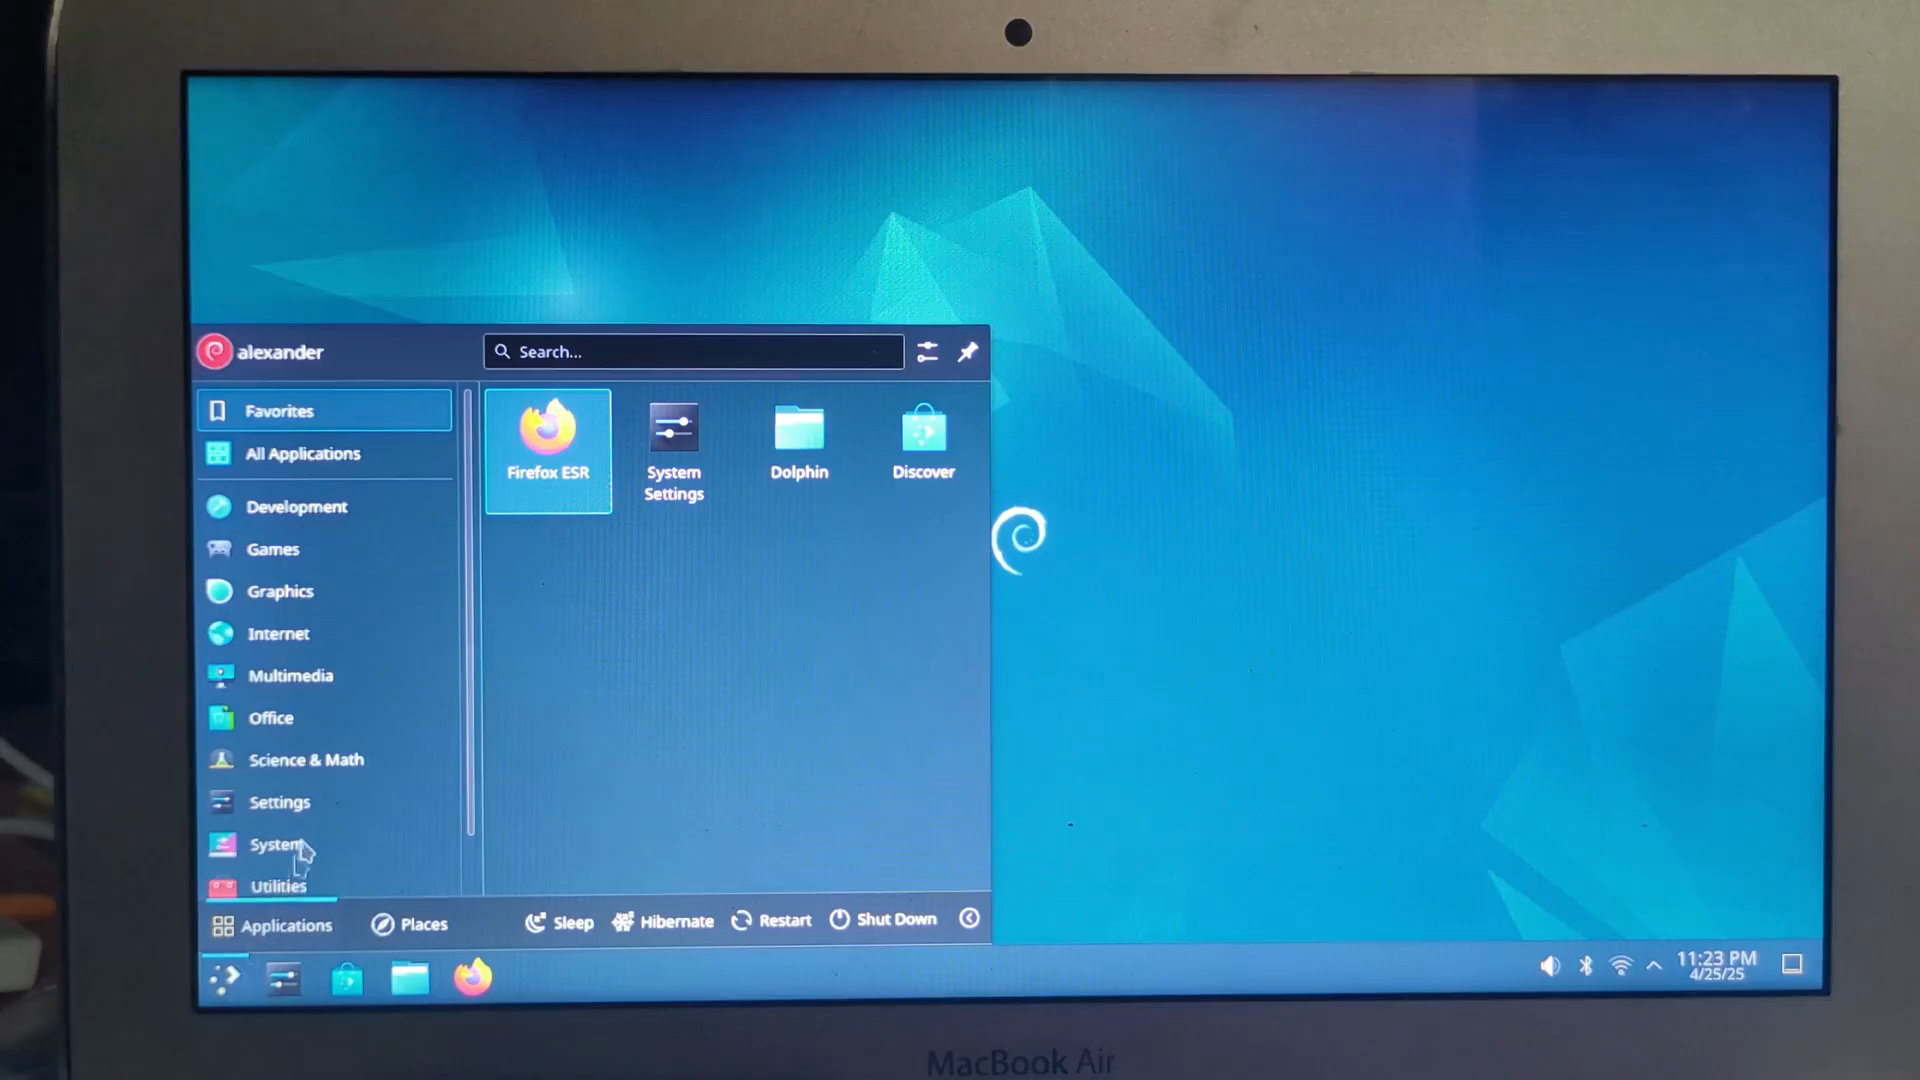 alexander
Search...
Favorites
All Applications
Development
Games
Graphics
Internet
Multimedia
Office
Science & Math
Settings
System
Utilities
Firefox ESR
System
Settings
Dolphin
Discover
Applications
Places
Sleep
Hibernate
Restart
Shut Down
11:23 PM
4/25/25
MacBook Air